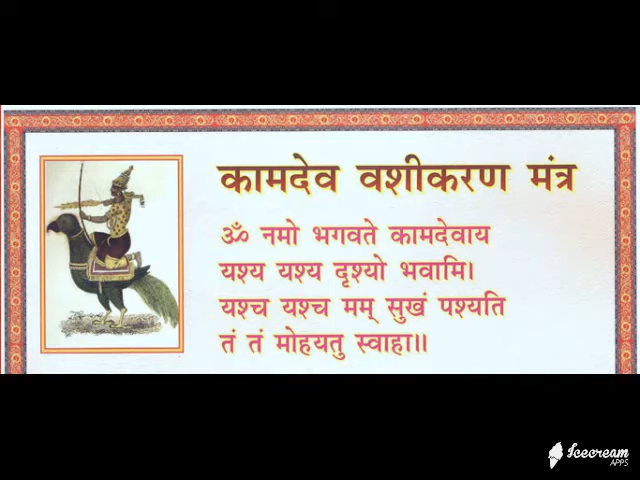 कामदेव वशीकरण मंत्र
ॐ नमो भगवते कामदेवाय
यश्य यश्य दृश्यो भवामि।
यश्च यश्च मम् सुखं पश्यति
तं तं मोहयतु स्वाहा॥
Icecream
APPS